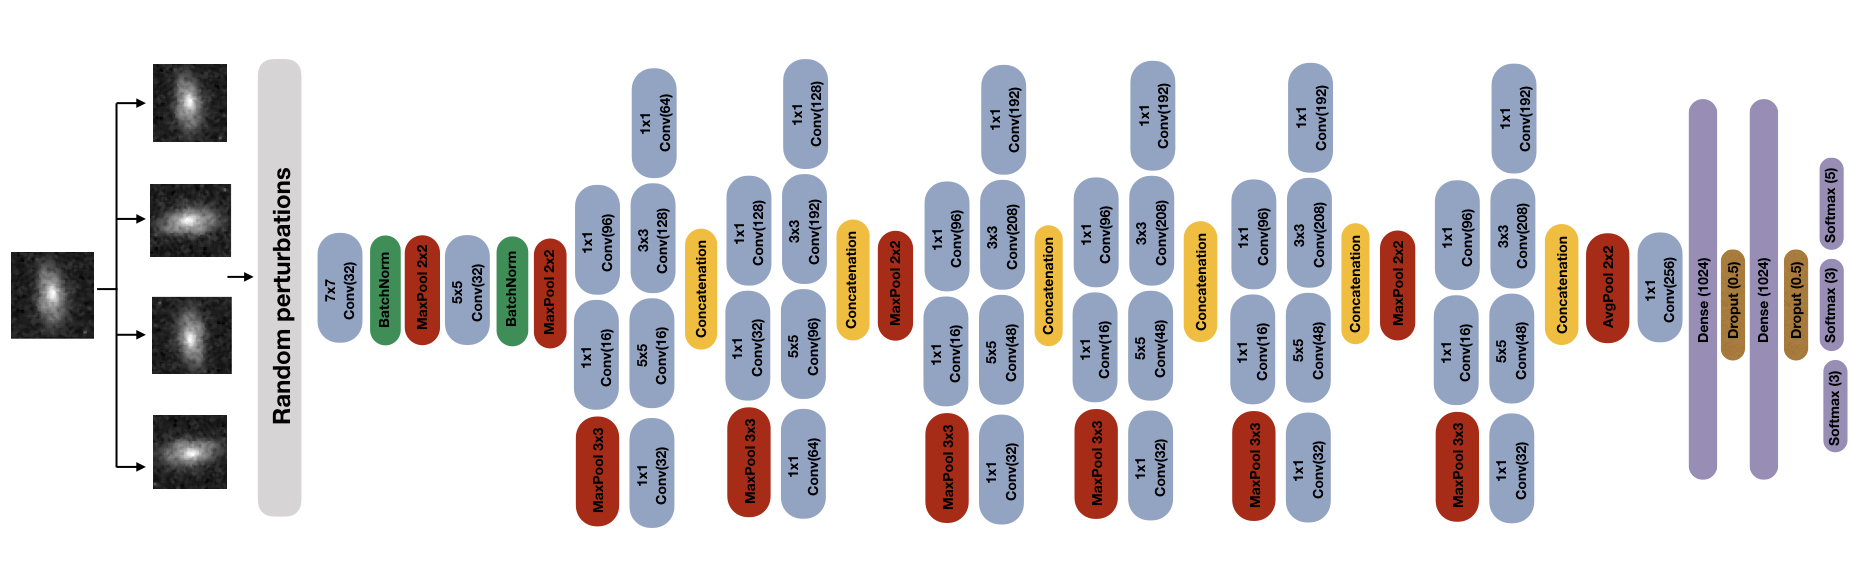 Random perturbations
7x7
Conv(32)
BatchNorm
MaxPool 2x2
5x5
Conv(32)
BatchNorm
MaxPool 2x2
1x1
Conv(96)
1x1
Conv(16)
MaxPool 3x3
1x1
Conv(64)
3x3
Conv(128)
5x5
Conv(16)
1x1
Conv(32)
Concatenation
1x1
Conv(128)
1x1
Conv(32)
MaxPool 3x3
1x1
Conv(128)
3x3
Conv(192)
5x5
Conv(96)
1x1
Conv(64)
Concatenation
MaxPool 2x2
1x1
Conv(96)
1x1
Conv(16)
MaxPool 3x3
1x1
Conv(192)
3x3
Conv(208)
5x5
Conv(48)
1x1
Conv(32)
Concatenation
1x1
Conv(96)
1x1
Conv(16)
MaxPool 3x3
1x1
Conv(192)
3x3
Conv(208)
5x5
Conv(48)
1x1
Conv(32)
Concatenation
1x1
Conv(96)
1x1
Conv(16)
MaxPool 3x3
1x1
Conv(192)
3x3
Conv(208)
5x5
Conv(48)
1x1
Conv(32)
Concatenation
MaxPool 2x2
1x1
Conv(96)
1x1
Conv(16)
MaxPool 3x3
1x1
Conv(192)
3x3
Conv(208)
5x5
Conv(48)
1x1
Conv(32)
Concatenation
AvgPool 2x2
1x1
Conv(256)
Dense (1024)
Droput (0.5)
Dense (1024)
Droput (0.5)
Softmax (5)
Softmax (3)
Softmax (3)